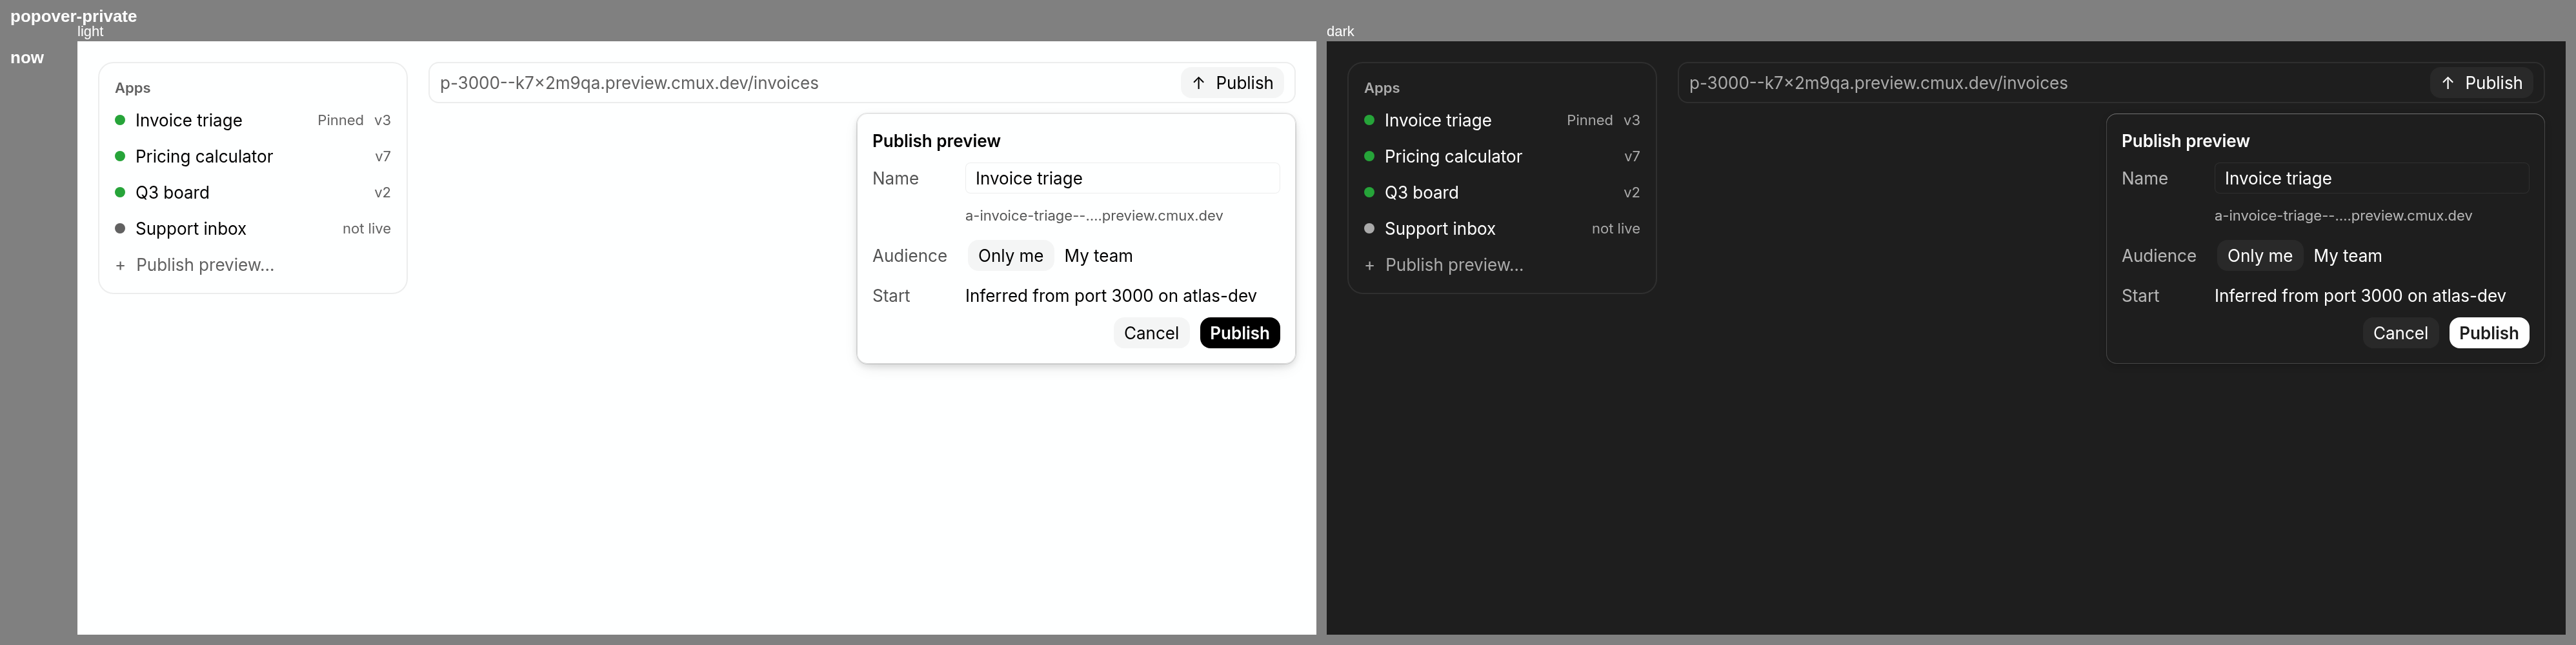 popover-private
now
light
Apps
Invoice triage Pinned v3
Pricing calculator v7
Q3 board v2
Support inbox not live
+ Publish preview...
p-3000--k7×2m9qa.preview.cmux.dev/invoices ↑ Publish
Publish preview
Name Invoice triage
a-invoice-triage--....preview.cmux.dev
Audience Only me My team
Start Inferred from port 3000 on atlas-dev
Cancel Publish
dark
Apps
Invoice triage Pinned v3
Pricing calculator v7
Q3 board v2
Support inbox not live
+ Publish preview...
p-3000--k7×2m9qa.preview.cmux.dev/invoices ↑ Publish
Publish preview
Name Invoice triage
a-invoice-triage--....preview.cmux.dev
Audience Only me My team
Start Inferred from port 3000 on atlas-dev
Cancel Publish